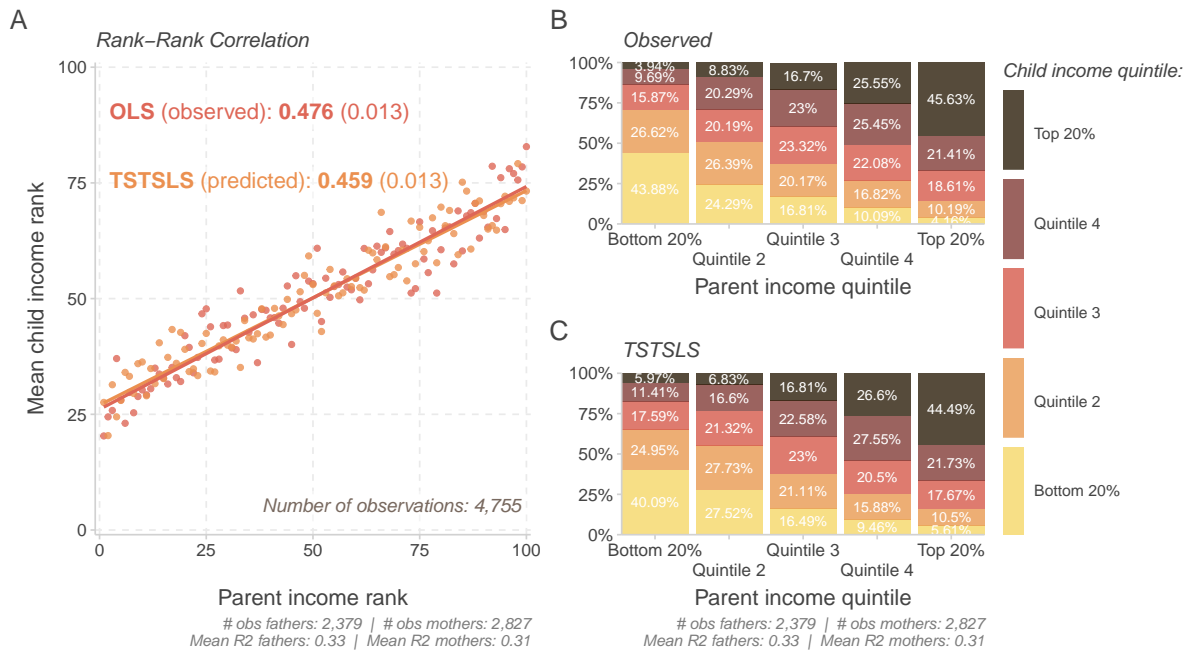 A
Rank−Rank Correlation
100
75
50
25
0
Mean child income rank
OLS (observed): 0.476 (0.013)
TSTSLS (predicted): 0.459 (0.013)
Number of observations: 4,755
0 25 50 75 100
Parent income rank
# obs fathers: 2,379 | # obs mothers: 2,827
Mean R2 fathers: 0.33 | Mean R2 mothers: 0.31
B
Observed
100%
75%
50%
25%
0%
3.94% 8.83% 16.7% 25.55% 45.63%
9.69% 20.29% 23% 25.45% 21.41%
15.87% 20.19% 23.32% 22.08% 18.61%
26.62% 26.39% 20.17% 16.82% 10.19%
43.88% 24.29% 16.81% 10.09% 4.16%
Bottom 20% Quintile 3 Top 20%
Quintile 2 Quintile 4
Parent income quintile
C
TSTSLS
100%
75%
50%
25%
0%
5.97% 6.83% 16.81% 26.6% 44.49%
11.41% 16.6% 22.58% 27.55% 21.73%
17.59% 21.32% 23% 20.5% 17.67%
24.95% 27.73% 21.11% 15.88% 10.5%
40.09% 27.52% 16.49% 9.46% 5.61%
Bottom 20% Quintile 3 Top 20%
Quintile 2 Quintile 4
Parent income quintile
# obs fathers: 2,379 | # obs mothers: 2,827
Mean R2 fathers: 0.33 | Mean R2 mothers: 0.31
Child income quintile:
Top 20%
Quintile 4
Quintile 3
Quintile 2
Bottom 20%